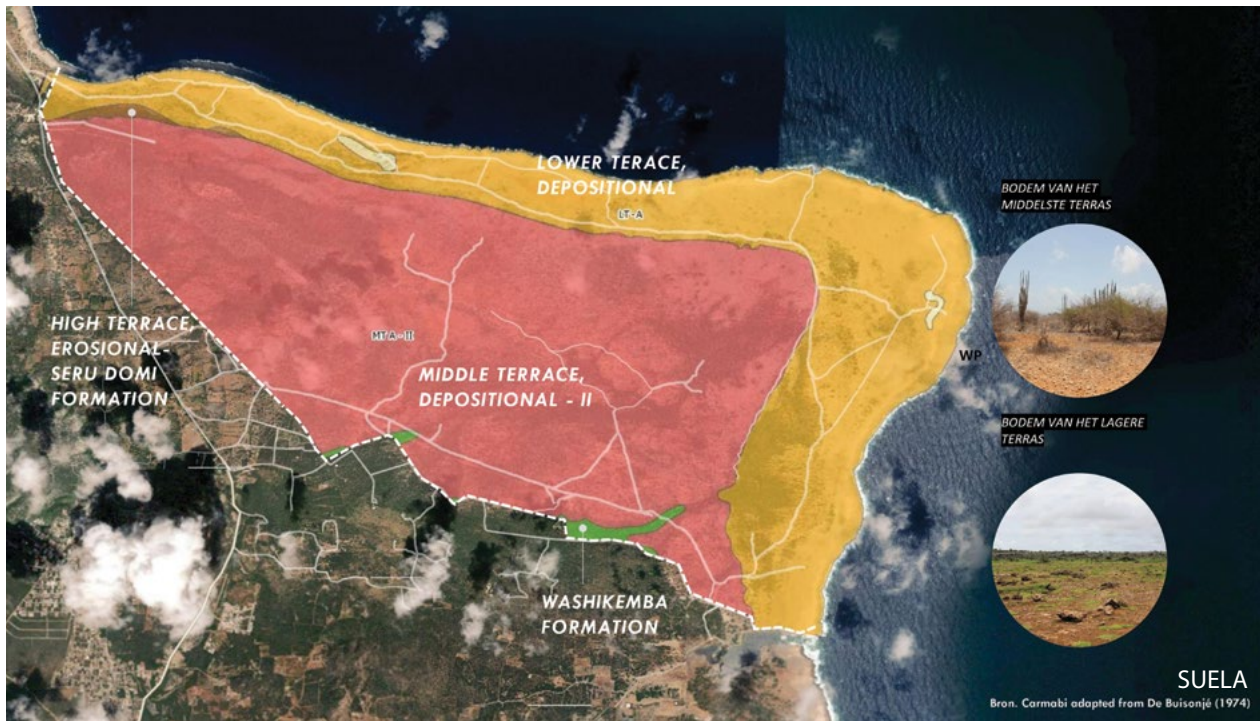 LOWER TERACE,
DEPOSITIONAL
LT-A
BODEM VAN HET
MIDDELSTE TERRAS
HIGH TERRACE,
EROSIONAL-
SERU DOMI
FORMATION
MTA-II
MIDDLE TERRACE,
DEPOSITIONAL - II
WP
BODEM VAN HET LAGERE
TERRAS
WASHIKEMBA
FORMATION
SUELA
Bron. Carmabi adapted from De Buisonjé (1974)